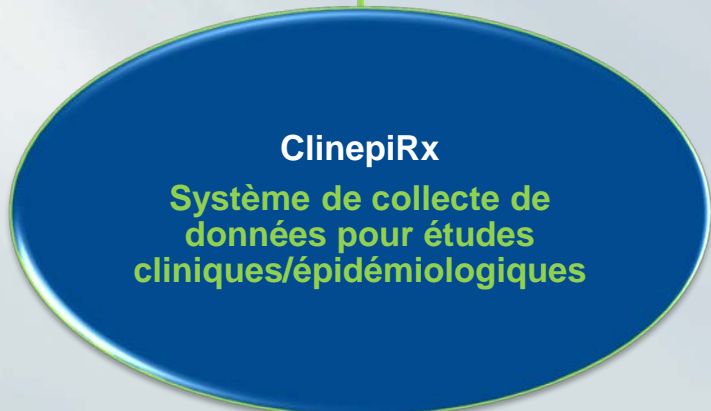 ClinepiRx
Système de collecte de
données pour études
cliniques/épidémiologiques